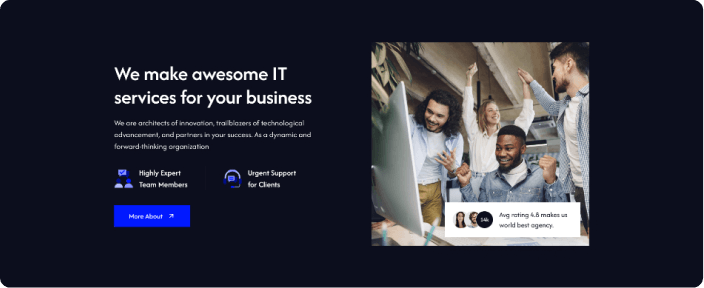 We make awesome IT
services for your business
We are architects of innovation, trailblazers of technological
advancement, and partners in your success. As a dynamic and
forward-thinking organization
Highly Expert
Team Members
Urgent Support
for Clients
More About
14k
Avg rating 4.8 makes us
world best agency.